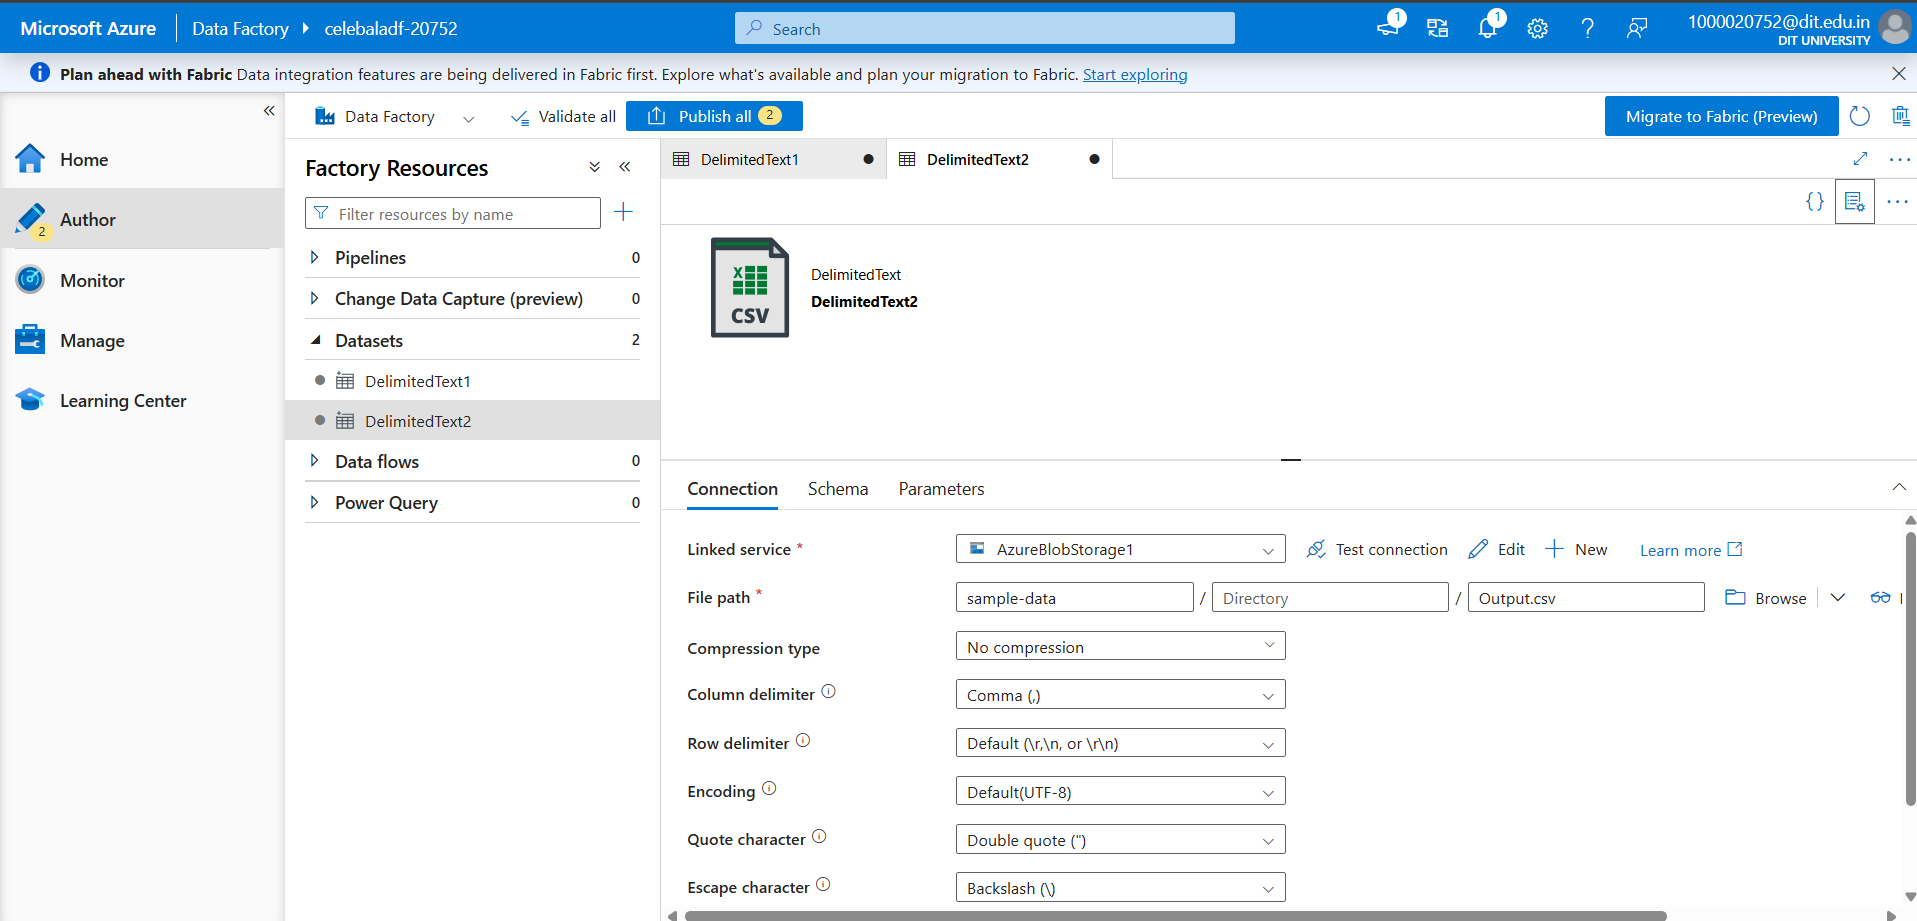 Microsoft Azure Data Factory celebaladf-20752 Search 1 1 1000020752@dit.edu.in
DIT UNIVERSITY
Plan ahead with Fabric Data integration features are being delivered in Fabric first. Explore what's available and plan your migration to Fabric. Start exploring
Data Factory Validate all Publish all 2 Migrate to Fabric (Preview)
Home
Author
2
Monitor
Manage
Learning Center
Factory Resources
Filter resources by name
Pipelines 0
Change Data Capture (preview) 0
Datasets 2
DelimitedText1
DelimitedText2
Data flows 0
Power Query 0
DelimitedText1 DelimitedText2
{}
X
CSV
DelimitedText
DelimitedText2
Connection Schema Parameters
Linked service * AzureBlobStorage1 Test connection Edit New Learn more
File path * sample-data / Directory / Output.csv Browse
Compression type No compression
Column delimiter Comma (,)
Row delimiter Default (\r,\n, or \r\n)
Encoding Default(UTF-8)
Quote character Double quote (")
Escape character Backslash (\)